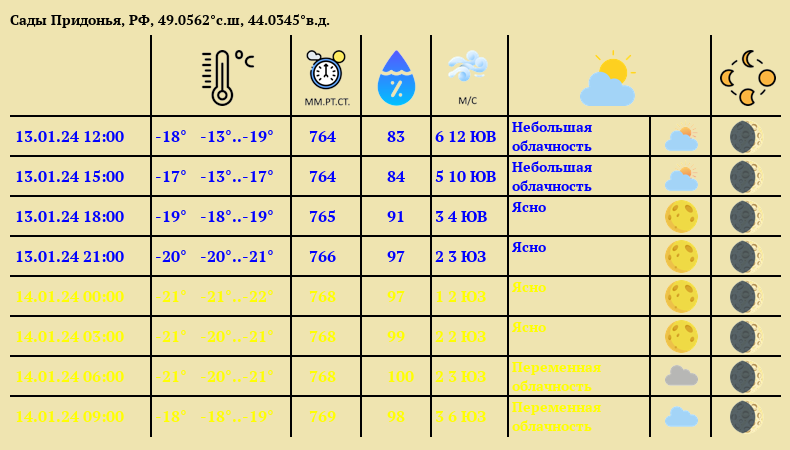 Сады Придонья, РФ, 49.0562°с.ш, 44.0345°в.д.
°C
ММ.РТ.СТ.
%
М/С
13.01.24 12:00 -18° -13°..-19° 764 83 6 12 ЮВ Небольшая облачность
13.01.24 15:00 -17° -13°..-17° 764 84 5 10 ЮВ Небольшая облачность
13.01.24 18:00 -19° -18°..-19° 765 91 3 4 ЮВ Ясно
13.01.24 21:00 -20° -20°..-21° 766 97 2 3 ЮЗ Ясно
14.01.24 00:00 -21° -21°..-22° 768 97 1 2 ЮЗ Ясно
14.01.24 03:00 -21° -20°..-21° 768 99 2 2 ЮЗ Ясно
14.01.24 06:00 -21° -20°..-21° 768 100 2 3 ЮЗ Переменная облачность
14.01.24 09:00 -18° -18°..-19° 769 98 3 6 ЮЗ Переменная облачность